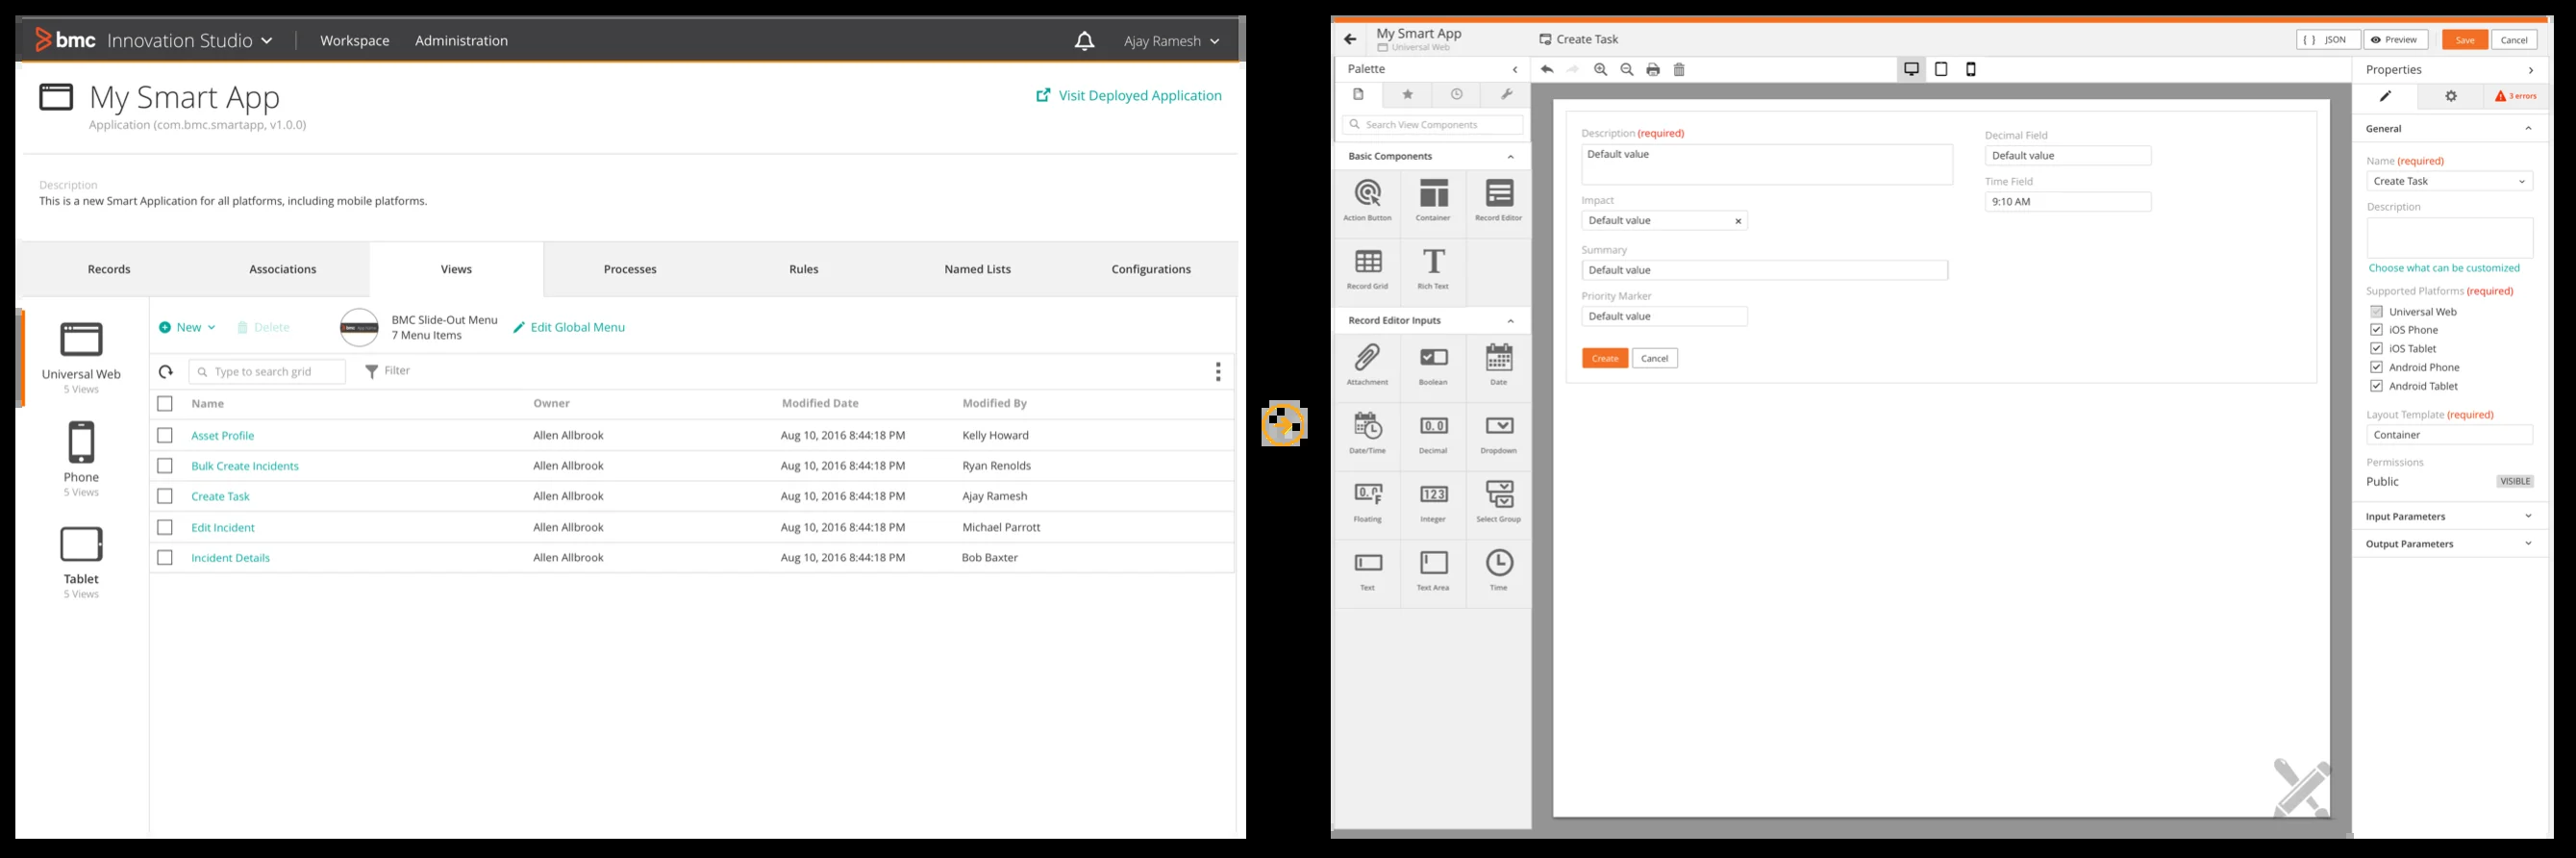 bmc Innovation Studio Workspace Administration Ajay Ramesh
My Smart App
Application (com.bmc.smartapp, v1.0.0)
Visit Deployed Application
Description
This is a new Smart Application for all platforms, including mobile platforms.
Records Associations Views Processes Rules Named Lists Configurations
Universal Web
5 Views
Phone
5 Views
Tablet
5 Views
New Delete
BMC Slide-Out Menu
7 Menu Items
Edit Global Menu
Type to search grid Filter
Name Owner Modified Date Modified By
Asset Profile Allen Allbrook Aug 10, 2016 8:44:18 PM Kelly Howard
Bulk Create Incidents Allen Allbrook Aug 10, 2016 8:44:18 PM Ryan Renolds
Create Task Allen Allbrook Aug 10, 2016 8:44:18 PM Ajay Ramesh
Edit Incident Allen Allbrook Aug 10, 2016 8:44:18 PM Michael Parrott
Incident Details Allen Allbrook Aug 10, 2016 8:44:18 PM Bob Baxter
My Smart App
Universal Web
Create Task
{ } JSON Preview Save Cancel
Palette
Search View Components
Basic Components
Action Button Container Record Editor
Record Grid Rich Text
Record Editor Inputs
Attachment Boolean Date
Date/Time Decimal Dropdown
Floating Integer Select Group
Text Text Area Time
Description (required)
Default value
Impact
Default value
Summary
Default value
Priority Marker
Default value
Create Cancel
Decimal Field
Default value
Time Field
9:10 AM
Properties
3 errors
General
Name (required)
Create Task
Description
Choose what can be customized
Supported Platforms (required)
Universal Web
iOS Phone
iOS Tablet
Android Phone
Android Tablet
Layout Template (required)
Container
Permissions
Public VISIBLE
Input Parameters
Output Parameters